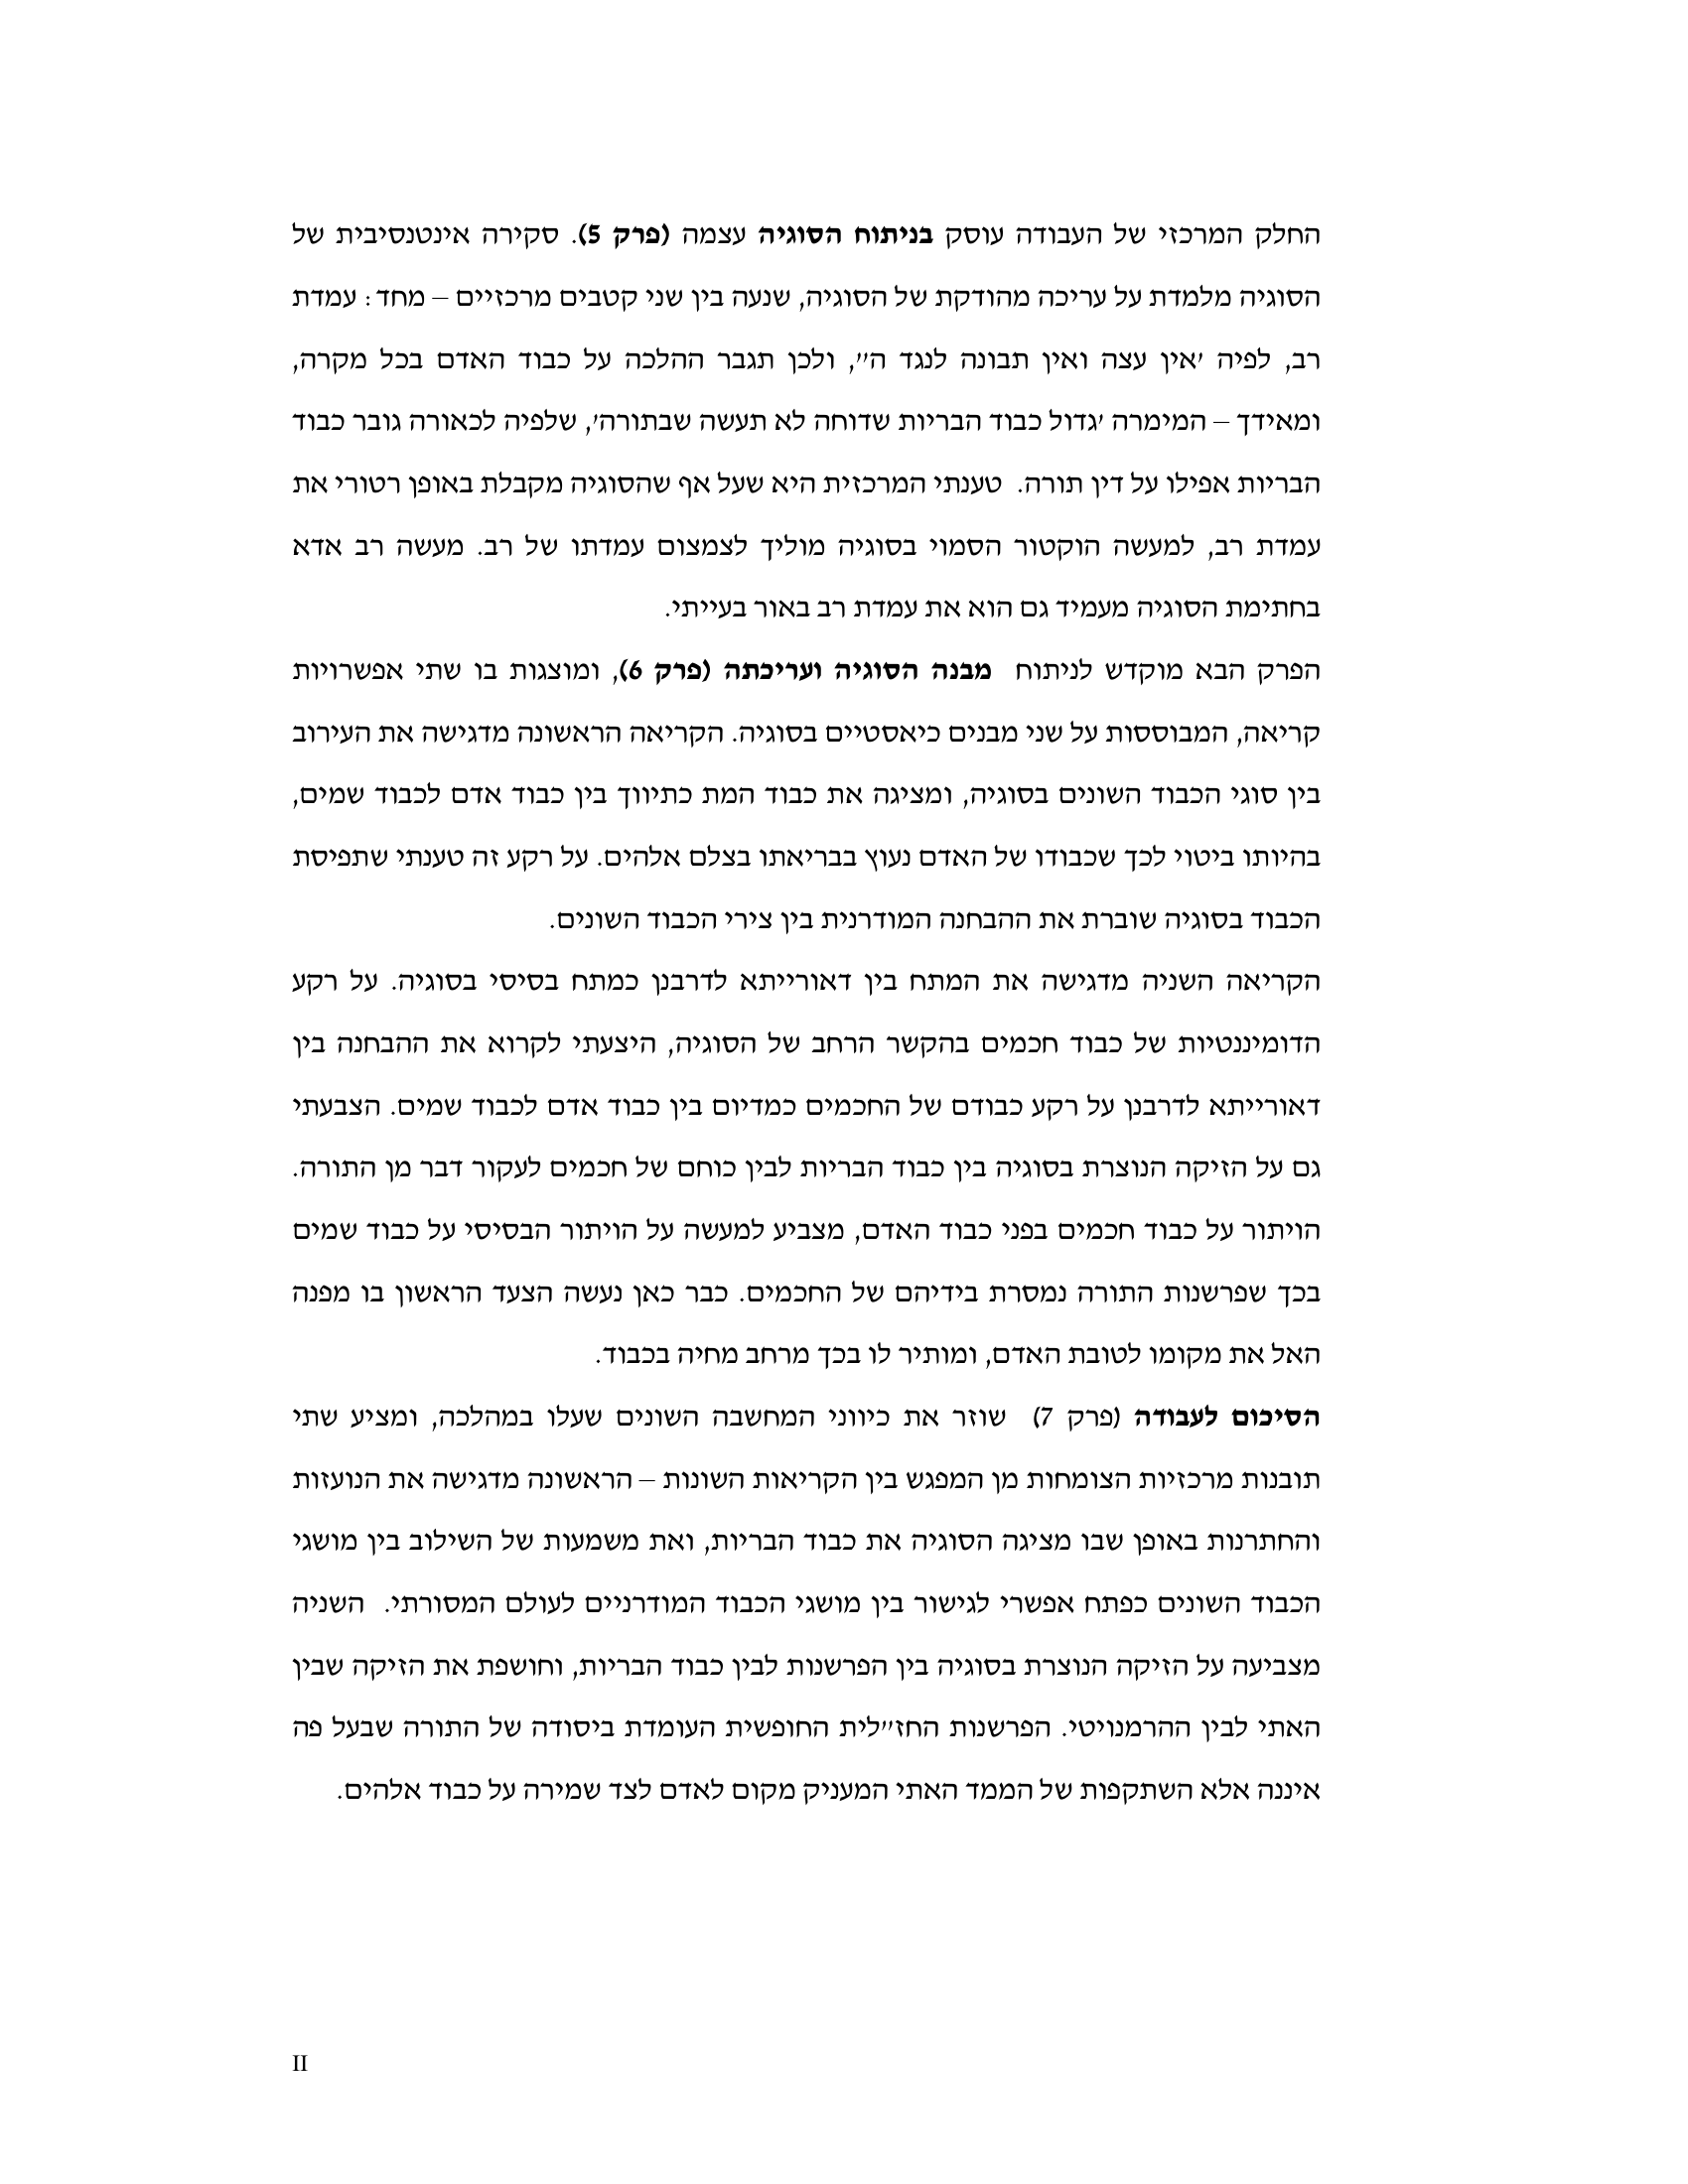 החלק המרכזי של העבודה עוסק בניתוח הסוגיה עצמה (פרק 5). סקירה אינטנסיבית של
הסוגיה מלמדת על עריכה מהודקת של הסוגיה, שנעה בין שני קטבים מרכזיים – מחד: עמדת
רב, לפיה 'אין עצה ואין תבונה לנגד ה'', ולכן תגבר ההלכה על כבוד האדם בכל מקרה,
ומאידך – המימרה 'גדול כבוד הבריות שדוחה לא תעשה שבתורה', שלפיה לכאורה גובר כבוד
הבריות אפילו על דין תורה. טענתי המרכזית היא שעל אף שהסוגיה מקבלת באופן רטורי את
עמדת רב, למעשה הוקטור הסמוי בסוגיה מוליך לצמצום עמדתו של רב. מעשה רב אדא
בחתימת הסוגיה מעמיד גם הוא את עמדת רב באור בעייתי.
הפרק הבא מוקדש לניתוח מבנה הסוגיה ועריכתה (פרק 6), ומוצגות בו שתי אפשרויות
קריאה, המבוססות על שני מבנים כיאסטיים בסוגיה. הקריאה הראשונה מדגישה את העירוב
בין סוגי הכבוד השונים בסוגיה, ומציגה את כבוד המת כתיווך בין כבוד אדם לכבוד שמים,
בהיותו ביטוי לכך שכבודו של האדם נעוץ בבריאתו בצלם אלהים. על רקע זה טענתי שתפיסת
הכבוד בסוגיה שוברת את ההבחנה המודרנית בין צירי הכבוד השונים.
הקריאה השניה מדגישה את המתח בין דאורייתא לדרבנן כמתח בסיסי בסוגיה. על רקע
הדומיננטיות של כבוד חכמים בהקשר הרחב של הסוגיה, היצעתי לקרוא את ההבחנה בין
דאורייתא לדרבנן על רקע כבודם של החכמים כמדיום בין כבוד אדם לכבוד שמים. הצבעתי
גם על הזיקה הנוצרת בסוגיה בין כבוד הבריות לבין כוחם של חכמים לעקור דבר מן התורה.
הויתור על כבוד חכמים בפני כבוד האדם, מצביע למעשה על הויתור הבסיסי על כבוד שמים
בכך שפרשנות התורה נמסרת בידיהם של החכמים. כבר כאן נעשה הצעד הראשון בו מפנה
האל את מקומו לטובת האדם, ומותיר לו בכך מרחב מחיה בכבוד.
הסיכום לעבודה (פרק 7) שוזר את כיווני המחשבה השונים שעלו במהלכה, ומציע שתי
תובנות מרכזיות הצומחות מן המפגש בין הקריאות השונות – הראשונה מדגישה את הנועזות
והחתרנות באופן שבו מציגה הסוגיה את כבוד הבריות, ואת משמעות של השילוב בין מושגי
הכבוד השונים כפתח אפשרי לגישור בין מושגי הכבוד המודרניים לעולם המסורתי. השניה
מצביעה על הזיקה הנוצרת בסוגיה בין הפרשנות לבין כבוד הבריות, וחושפת את הזיקה שבין
האתי לבין ההרמנויטי. הפרשנות החז"לית החופשית העומדת ביסודה של התורה שבעל פה
איננה אלא השתקפות של הממד האתי המעניק מקום לאדם לצד שמירה על כבוד אלהים.
II